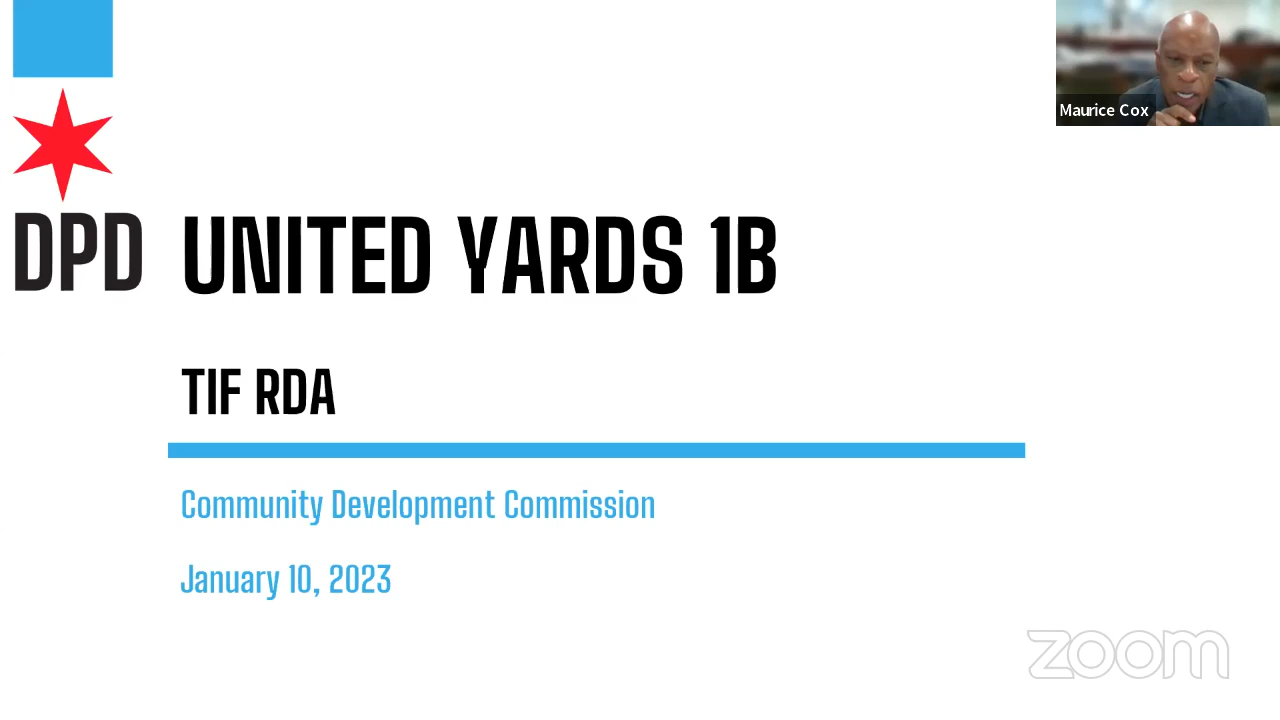 Maurice Cox
DPD
UNITED YARDS 1B
TIF RDA
Community Development Commission
January 10, 2023
zoom